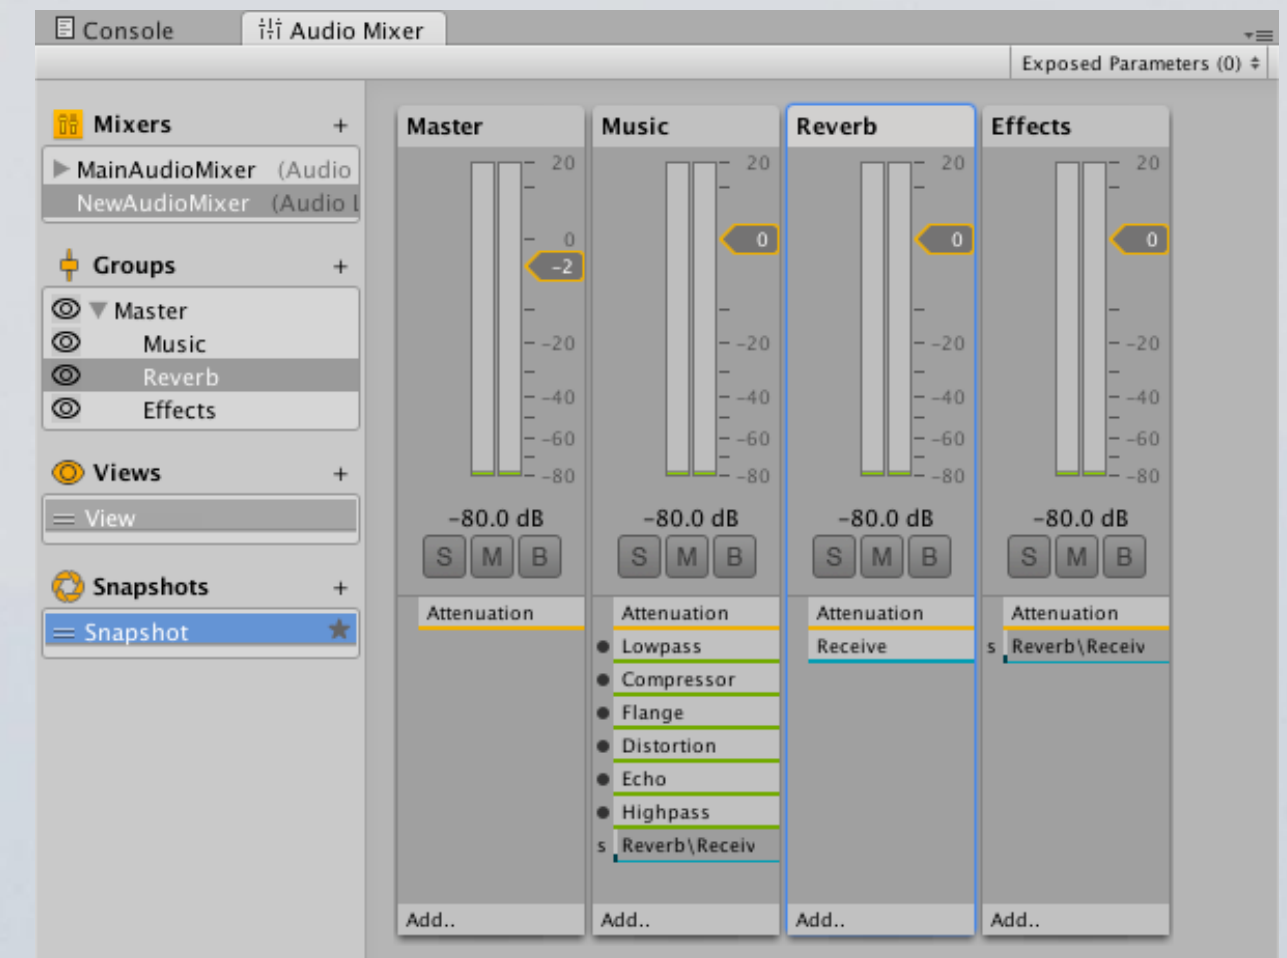 Console
Audio Mixer
Exposed Parameters (0)
Mixers +
MainAudioMixer (Audio
NewAudioMixer (Audio L
Groups +
Master
Music
Reverb
Effects
Views +
View
Snapshots +
Snapshot
Master
20
0
-2
-20
-40
-60
-80
-80.0 dB
S M B
Attenuation
Add..
Music
20
0
-20
-40
-60
-80
-80.0 dB
S M B
Attenuation
Lowpass
Compressor
Flange
Distortion
Echo
Highpass
s Reverb\Receiv
Add..
Reverb
20
0
-20
-40
-60
-80
-80.0 dB
S M B
Attenuation
Receive
Add..
Effects
20
0
-20
-40
-60
-80
-80.0 dB
S M B
Attenuation
s Reverb\Receiv
Add..